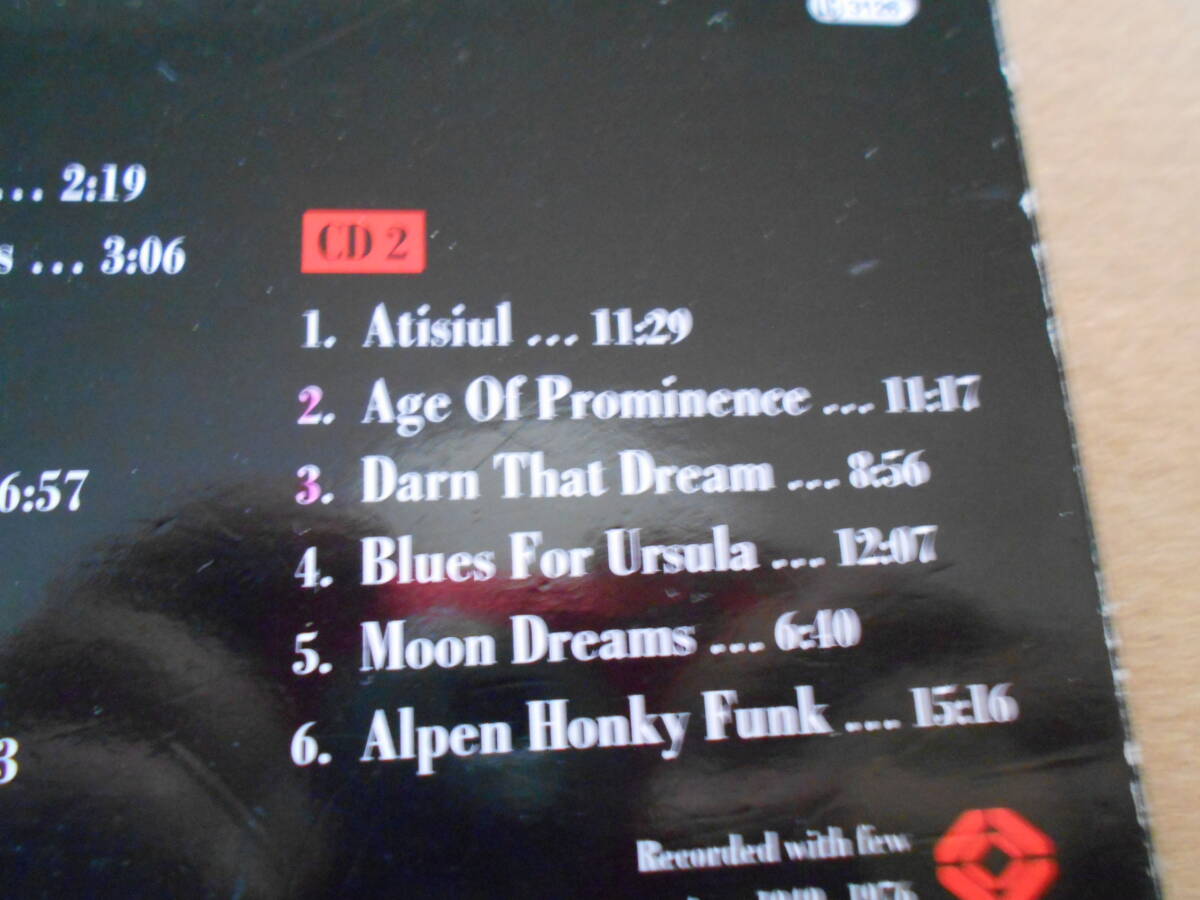 LC 3126
... 2:19
s ... 3:06
CD 2
1. Atisiul ... 11:29
2. Age Of Prominence ... 11:17
3. Darn That Dream ... 8:56
6:57
4. Blues For Ursula ... 12:07
5. Moon Dreams ... 6:40
6. Alpen Honky Funk ... 15:16
3
Recorded with few